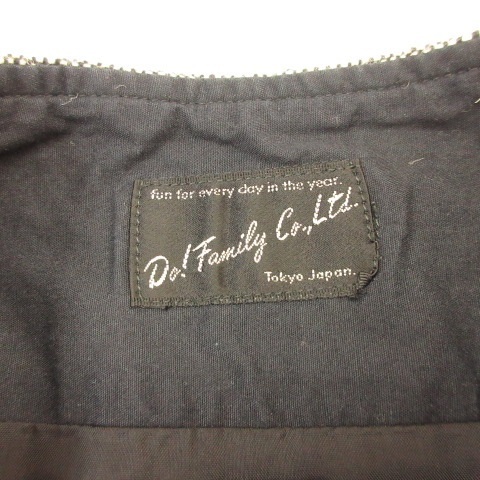 fun for every day in the year.
Do! Family Co., Ltd.
Tokyo Japan.